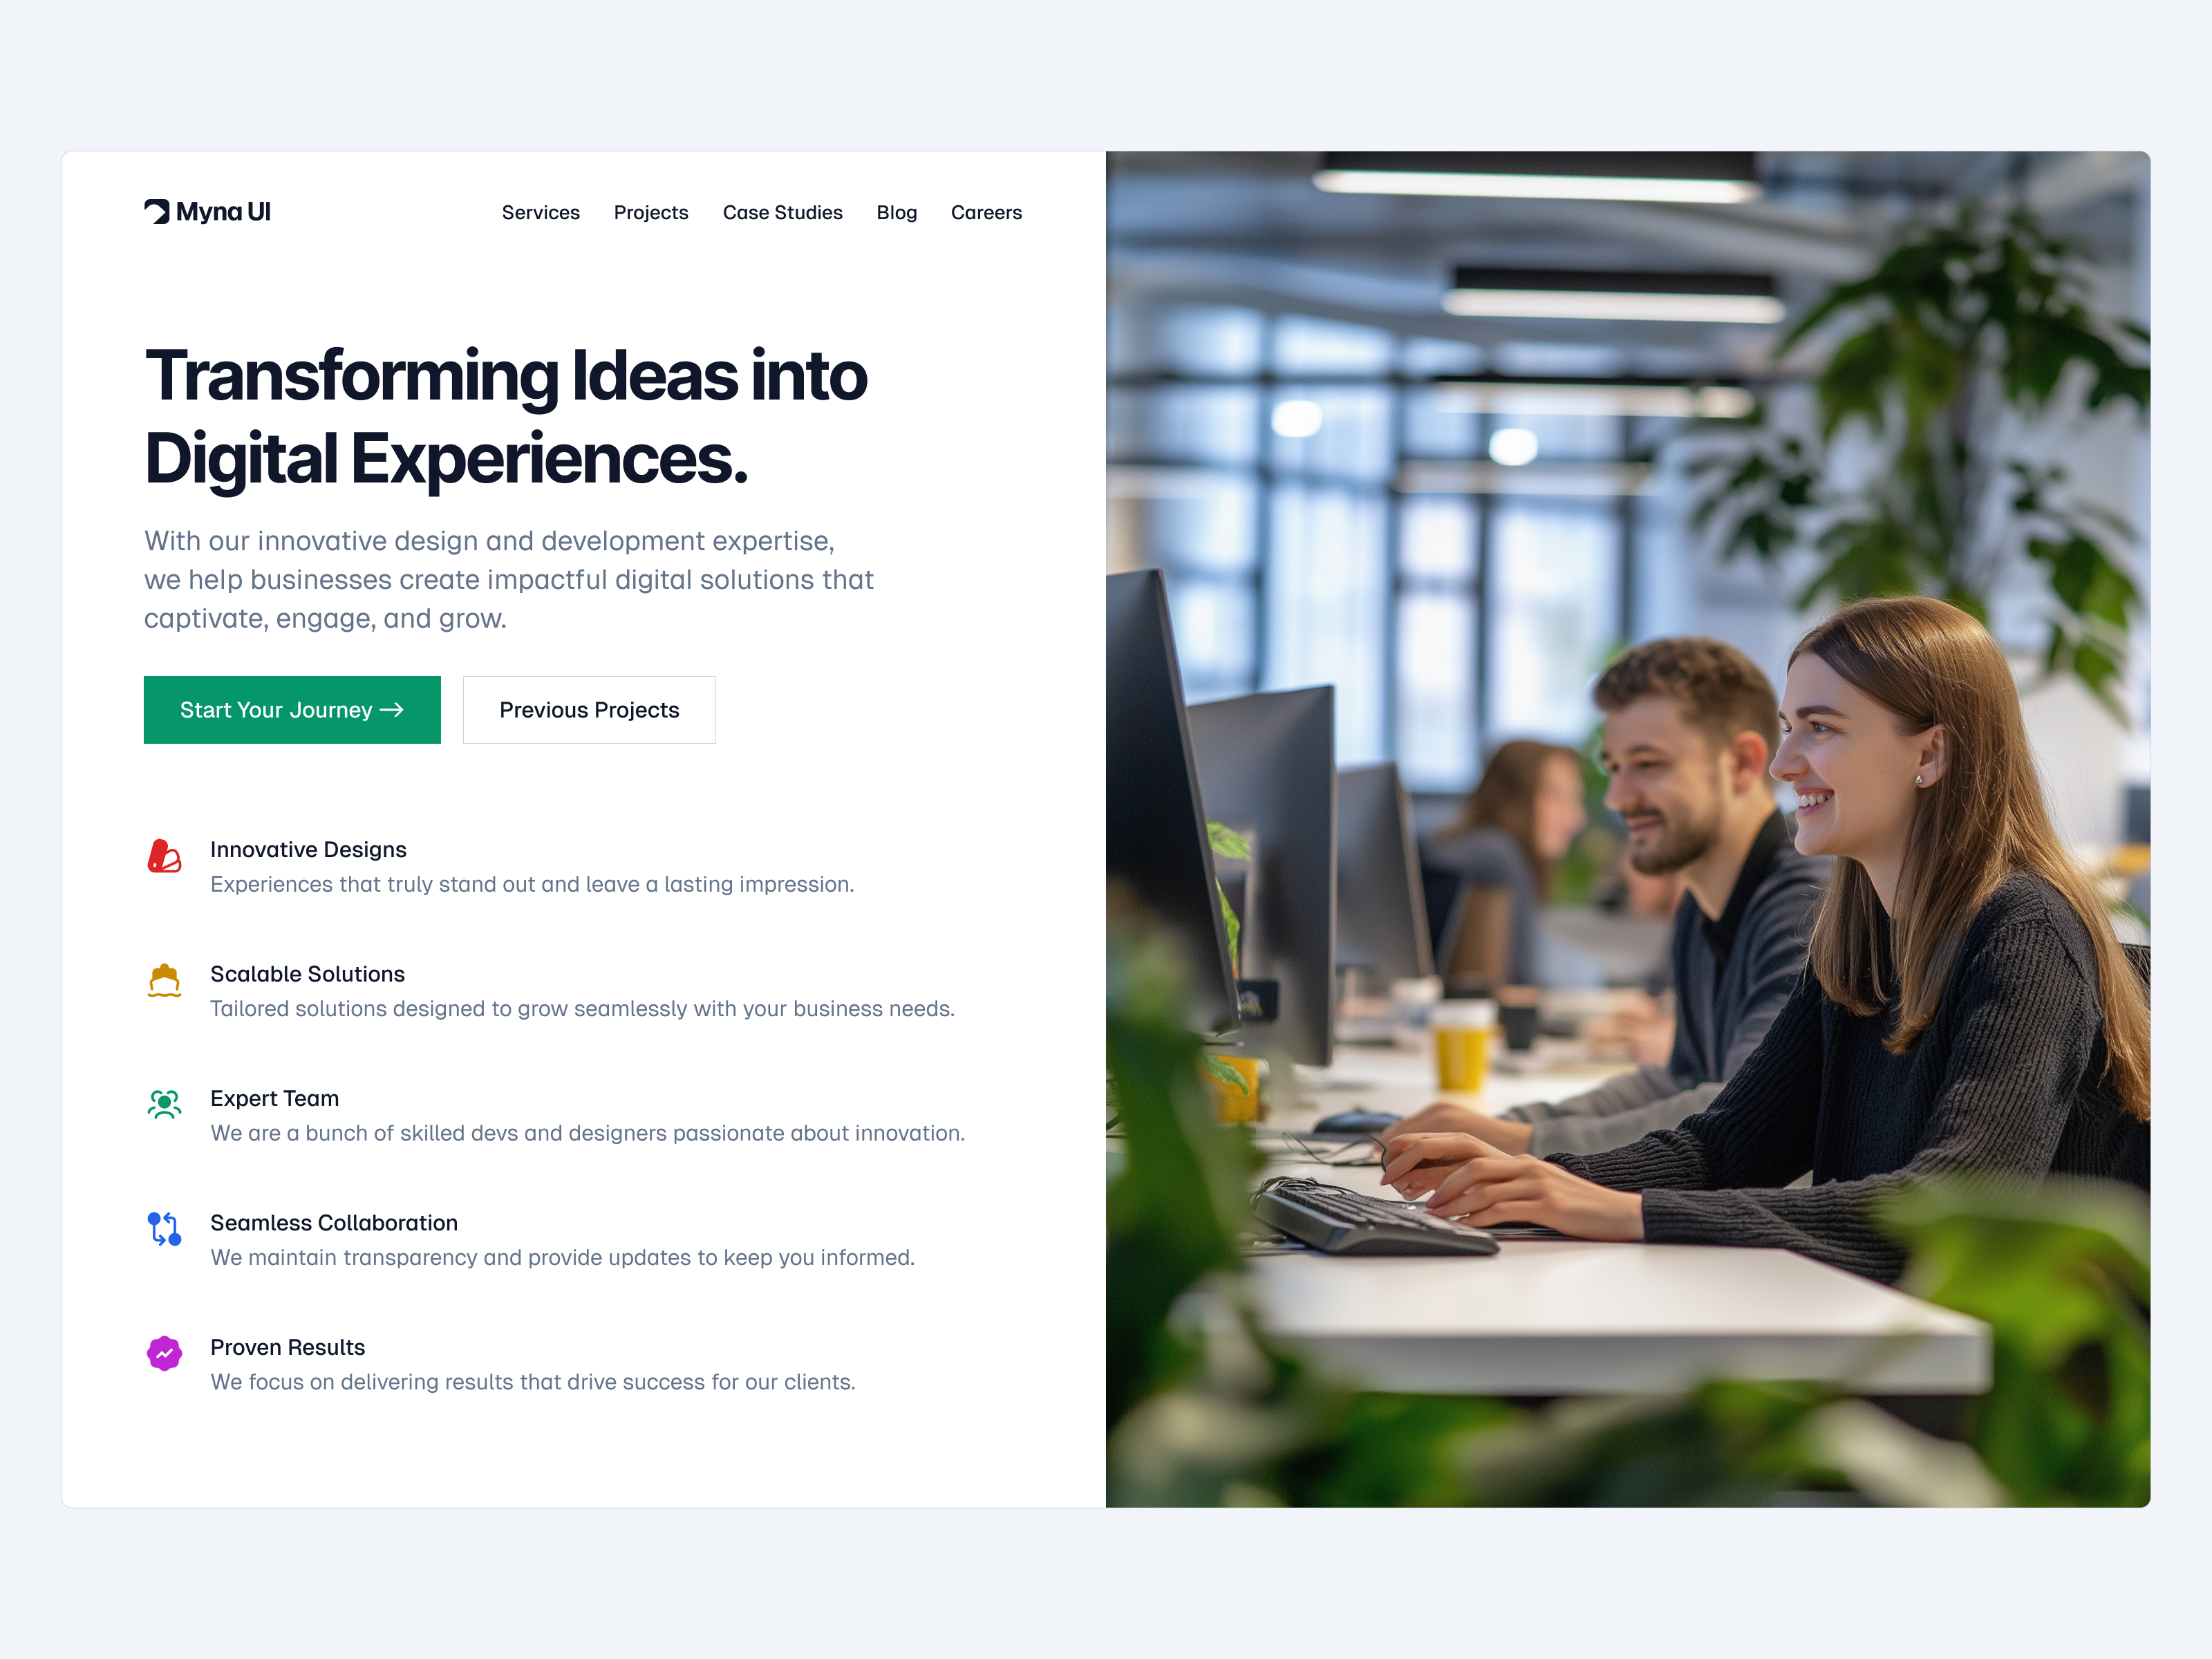 Myna UI
Services Projects Case Studies Blog Careers
Transforming Ideas into
Digital Experiences.
With our innovative design and development expertise,
we help businesses create impactful digital solutions that
captivate, engage, and grow.
Start Your Journey →
Previous Projects
Innovative Designs
Experiences that truly stand out and leave a lasting impression.
Scalable Solutions
Tailored solutions designed to grow seamlessly with your business needs.
Expert Team
We are a bunch of skilled devs and designers passionate about innovation.
Seamless Collaboration
We maintain transparency and provide updates to keep you informed.
Proven Results
We focus on delivering results that drive success for our clients.